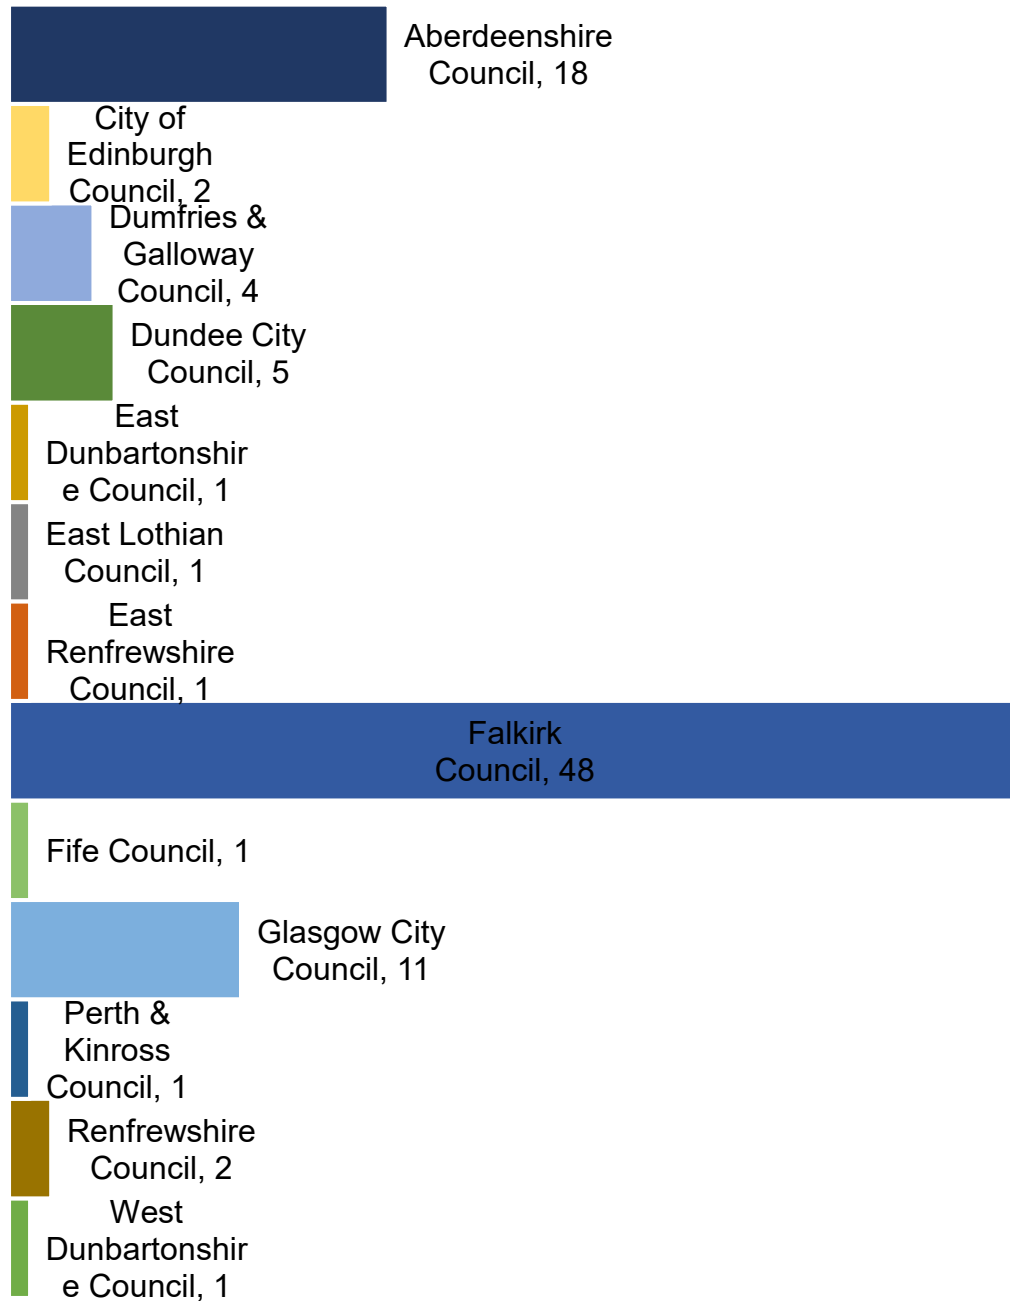 Aberdeenshire
Council, 18
City of
Edinburgh
Council, 2
Dumfries &
Galloway
Council, 4
Dundee City
Council, 5
East
Dunbartonshir
e Council, 1
East Lothian
Council, 1
East
Renfrewshire
Council, 1
Falkirk
Council, 48
Fife Council, 1
Glasgow City
Council, 11
Perth &
Kinross
Council, 1
Renfrewshire
Council, 2
West
Dunbartonshir
e Council, 1